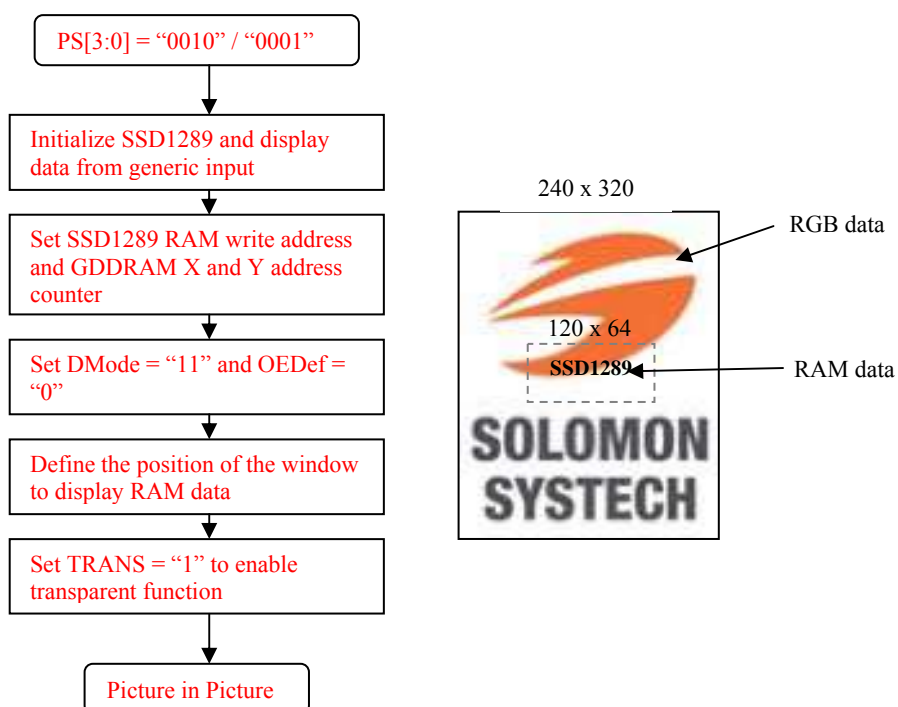 PS[3:0] = “0010” / “0001”
Initialize SSD1289 and display
data from generic input
Set SSD1289 RAM write address
and GDDRAM X and Y address
counter
Set DMode = “11” and OEDef =
“0”
Define the position of the window
to display RAM data
Set TRANS = “1” to enable
transparent function
Picture in Picture
240 x 320
RGB data
120 x 64
SSD1289
RAM data
SOLOMON
SYSTECH